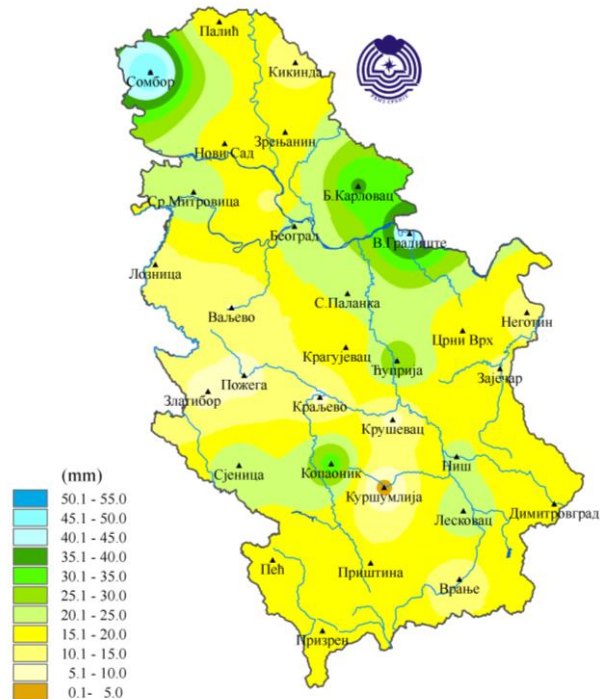 Палић
Сомбор
Кикинда
Зрењанин
Нови Сад
Б.Карловац
Ср.Митровица
Београд
В.Градиште
Лозница
С.Паланка
Ваљево
Неготин
Црни Врх
Крагујевац
Ћуприја
Зајечар
Пожега
Златибор
Краљево
Крушевац
Ниш
Сјеница
Копаоник
Куршумлија
Димитровград
Лесковац
Пећ
Приштина
Врање
Призрен
(mm)
50.1 - 55.0
45.1 - 50.0
40.1 - 45.0
35.1 - 40.0
30.1 - 35.0
25.1 - 30.0
20.1 - 25.0
15.1 - 20.0
10.1 - 15.0
5.1 - 10.0
0.1- 5.0